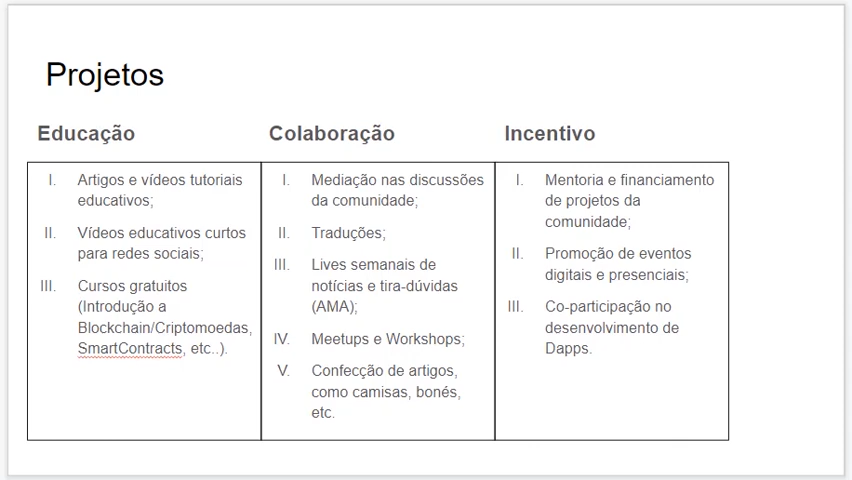 Projetos
Educação
I. Artigos e vídeos tutoriais
educativos;
II. Vídeos educativos curtos
para redes sociais;
III. Cursos gratuitos
(Introdução a
Blockchain/Criptomoedas,
SmartContracts, etc..).
Colaboração
I. Mediação nas discussões
da comunidade;
II. Traduções;
III. Lives semanais de
notícias e tira-dúvidas
(AMA);
IV. Meetups e Workshops;
V. Confecção de artigos,
como camisas, bonés,
etc.
Incentivo
I. Mentoria e financiamento
de projetos da
comunidade;
II. Promoção de eventos
digitais e presenciais;
III. Co-participação no
desenvolvimento de
Dapps.